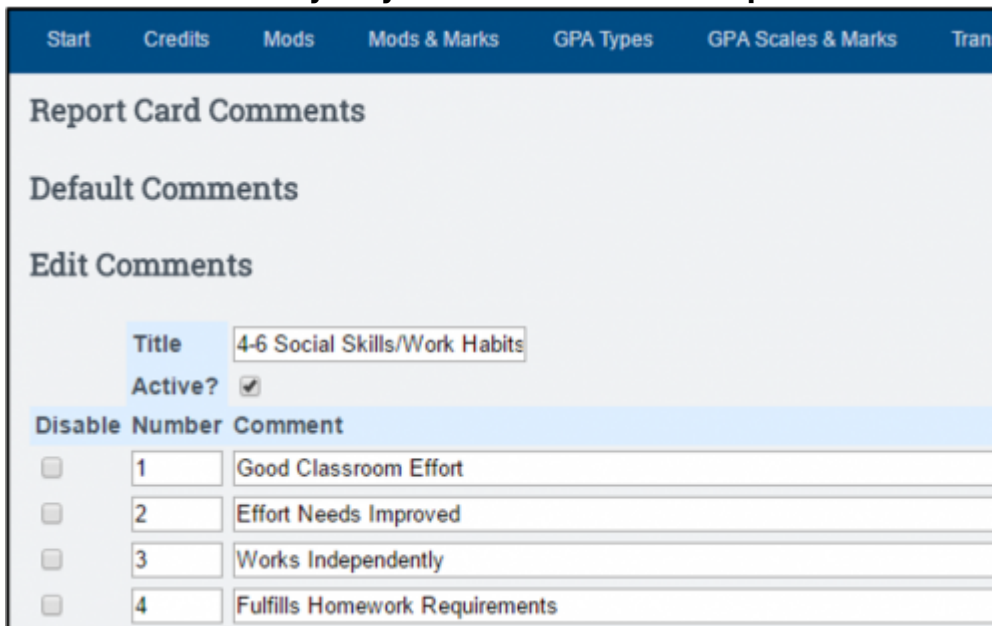 Start Credits Mods Mods & Marks GPA Types GPA Scales & Marks
Report Card Comments
Default Comments
Edit Comments
Title 4-6 Social Skills/Work Habits
Active?
Disable Number Comment
1 Good Classroom Effort
2 Effort Needs Improved
3 Works Independently
4 Fulfills Homework Requirements